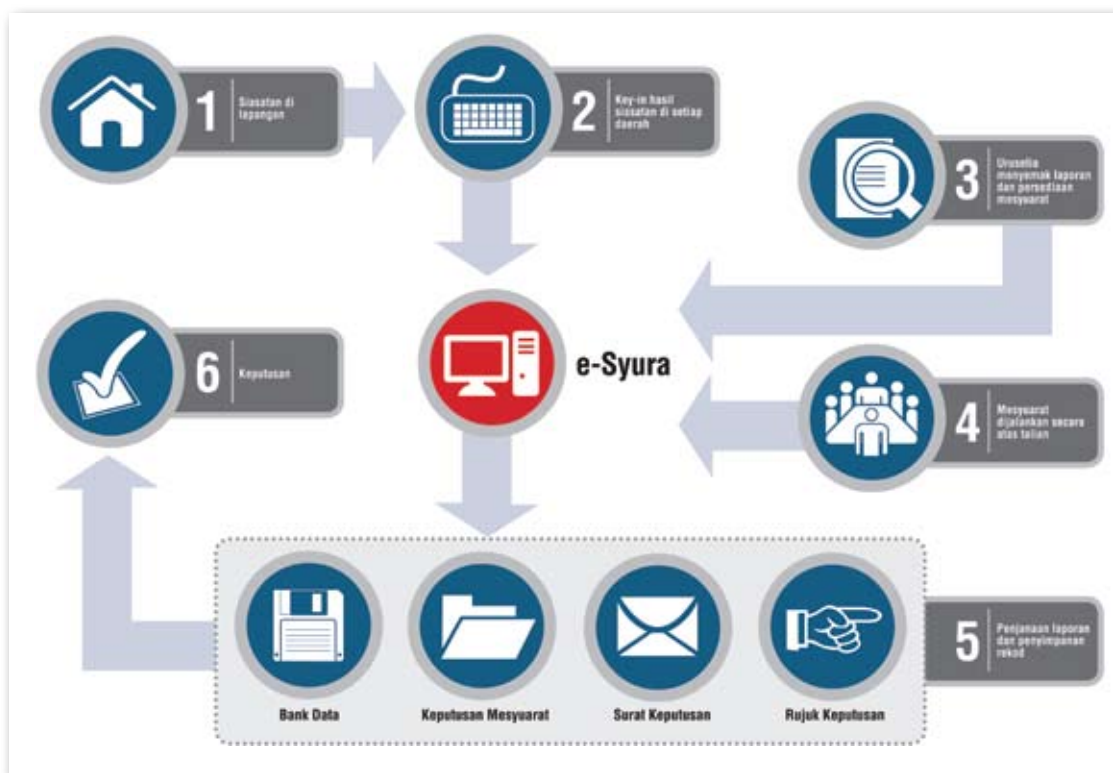 1
Siasatan di
lapangan
2
Key-in hasil
siasatan di setiap
daerah
3
Urusetia
menyemak laporan
dan persediaan
mesyuarat
e-Syura
6
Keputusan
4
Mesyuarat
dijalankan secara
atas talian
5
Penjanaan laporan
dan penyimpanan
rekod
Bank Data
Keputusan Mesyuarat
Surat Keputusan
Rujuk Keputusan